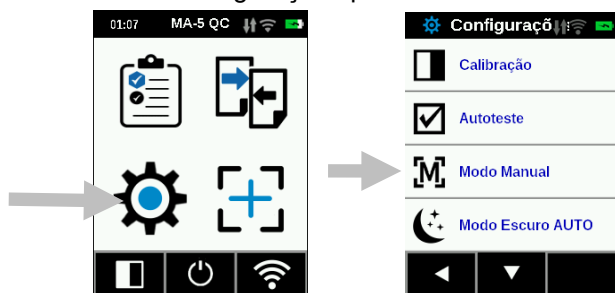 01:07 MA-5 QC
Configuraçõ
Calibração
Autoteste
M Modo Manual
Modo Escuro AUTO